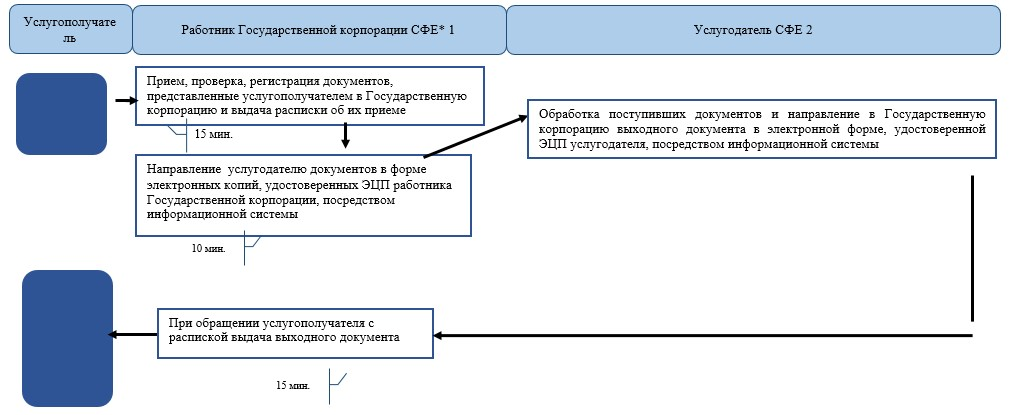 Услугополучате
ль
Работник Государственной корпорации СФЕ* 1
Услугодатель СФЕ 2
Прием, проверка, регистрация документов,
представленные услугополучателем в Государственную
корпорацию и выдача расписки об их приеме
15 мин.
Обработка поступивших документов и направление в Государственную
корпорацию выходного документа в электронной форме, удостоверенной
ЭЦП услугодателя, посредством информационной системы
Направление услугодателю документов в форме
электронных копий, удостоверенных ЭЦП работника
Государственной корпорации, посредством
информационной системы
10 мин.
При обращении услугополучателя с
распиской выдача выходного документа
15 мин.